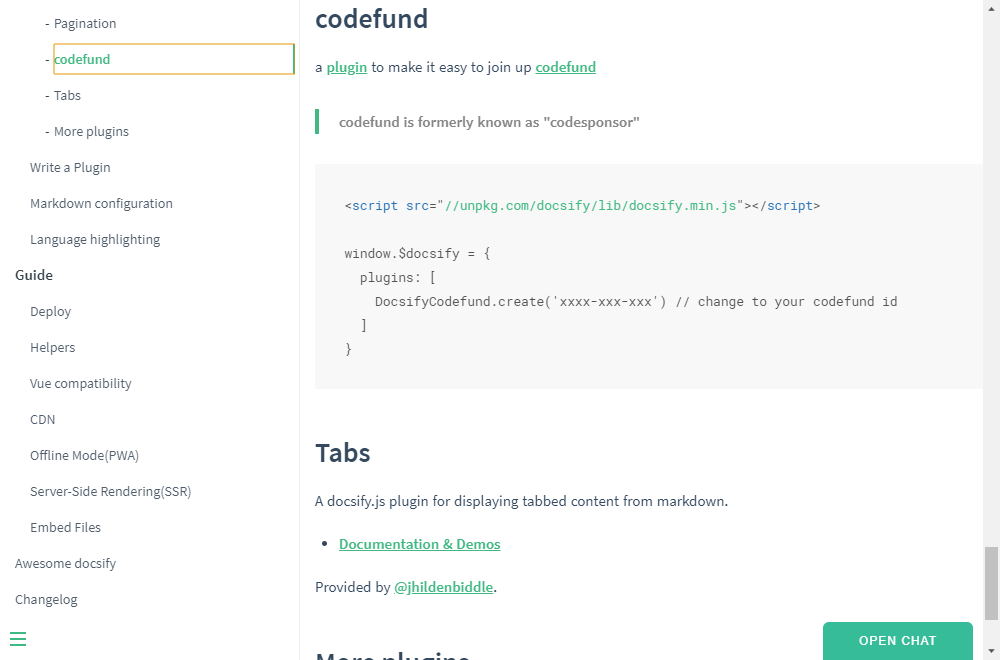 - Pagination
- codefund
- Tabs
- More plugins
Write a Plugin
Markdown configuration
Language highlighting
Guide
Deploy
Helpers
Vue compatibility
CDN
Offline Mode(PWA)
Server-Side Rendering(SSR)
Embed Files
Awesome docsify
Changelog
codefund
a plugin to make it easy to join up codefund
codefund is formerly known as "codesponsor"
<script src="//unpkg.com/docsify/lib/docsify.min.js"></script>
window.$docsify = {
plugins: [
DocsifyCodefund.create('xxxx-xxx-xxx') // change to your codefund id
]
}
Tabs
A docsify.js plugin for displaying tabbed content from markdown.
• Documentation & Demos
Provided by @jhildenbiddle.
More plugins
OPEN CHAT